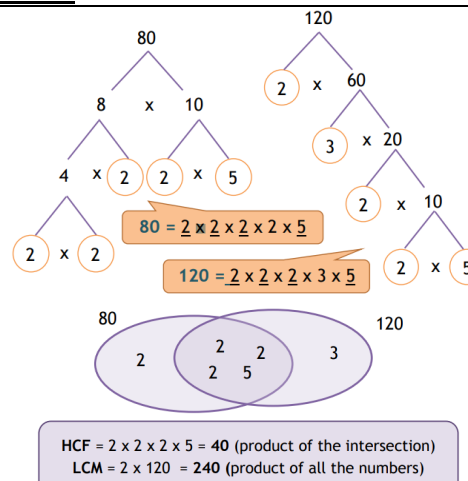 120
80
2 x 60
8 x 10
3 x 20
4 x 2 2 x 5
2 x 10
80 = 2 x 2 x 2 x 2 x 5
2 x 2
2 x 5
120 = 2 x 2 x 2 x 3 x 5
80
120
2
2 2
2 5
3
HCF = 2 x 2 x 2 x 5 = 40 (product of the intersection)
LCM = 2 x 120 = 240 (product of all the numbers)